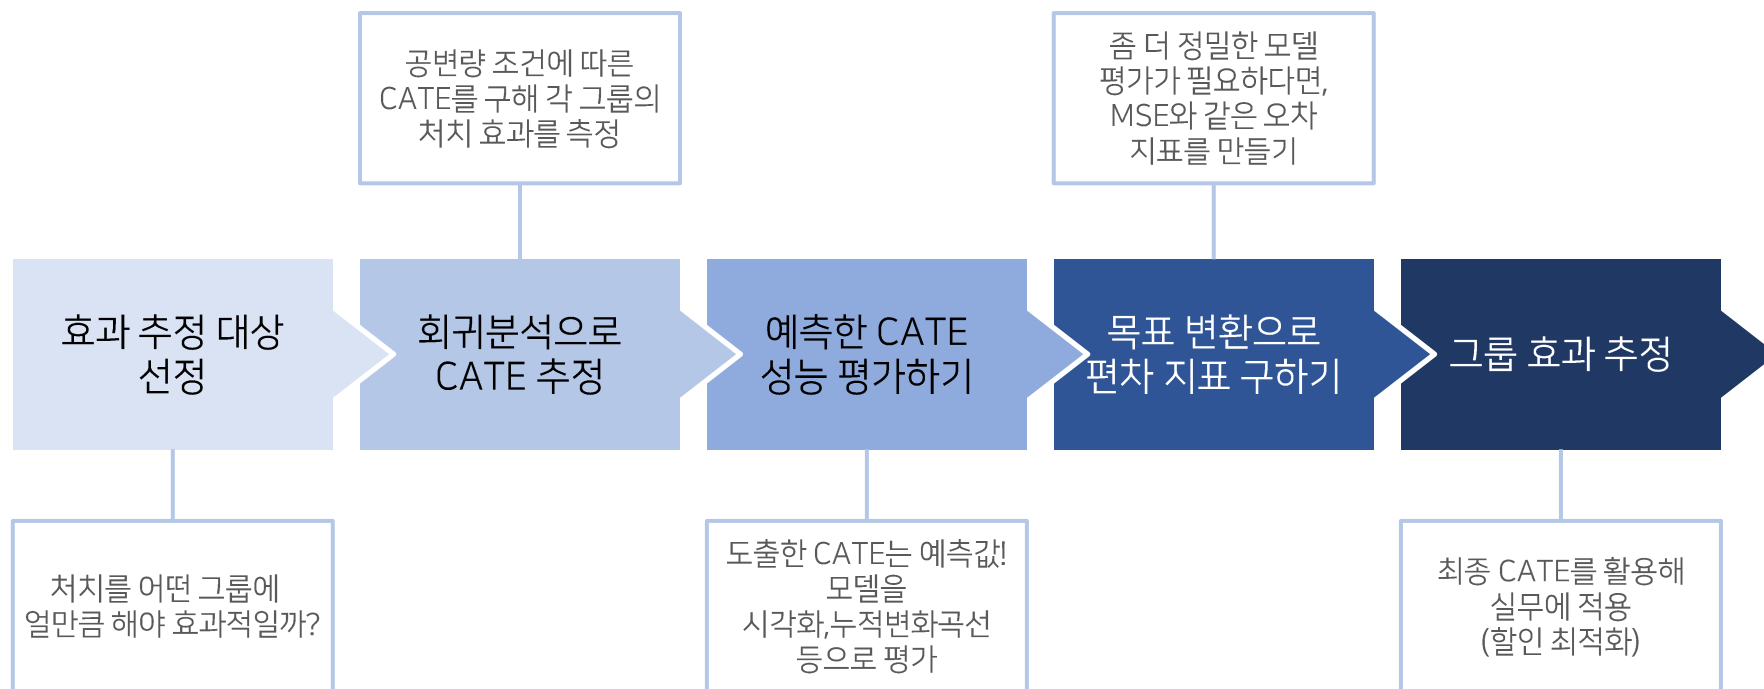 공변량 조건에 따른
CATE를 구해 각 그룹의
처치 효과를 측정
좀 더 정밀한 모델
평가가 필요하다면,
MSE와 같은 오차
지표를 만들기
효과 추정 대상
선정
회귀분석으로
CATE 추정
예측한 CATE
성능 평가하기
목표 변환으로
편차 지표 구하기
그룹 효과 추정
처치를 어떤 그룹에
얼만큼 해야 효과적일까?
도출한 CATE는 예측값!
모델을
시각화,누적변화곡선
등으로 평가
최종 CATE를 활용해
실무에 적용
(할인 최적화)